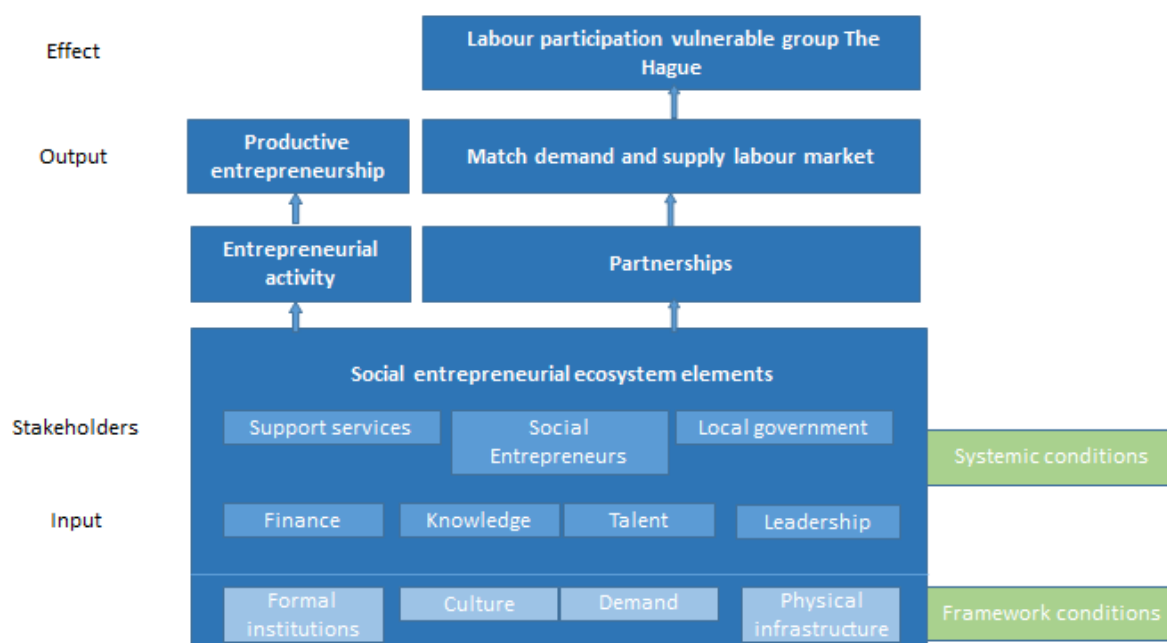 Effect
Labour participation vulnerable group The
Hague
Output
Productive
entrepreneurship
Match demand and supply labour market
Entrepreneurial
activity
Partnerships
Social entrepreneurial ecosystem elements
Stakeholders
Support services
Social
Entrepreneurs
Local government
Systemic conditions
Input
Finance
Knowledge
Talent
Leadership
Formal
institutions
Culture
Demand
Physical
infrastructure
Framework conditions